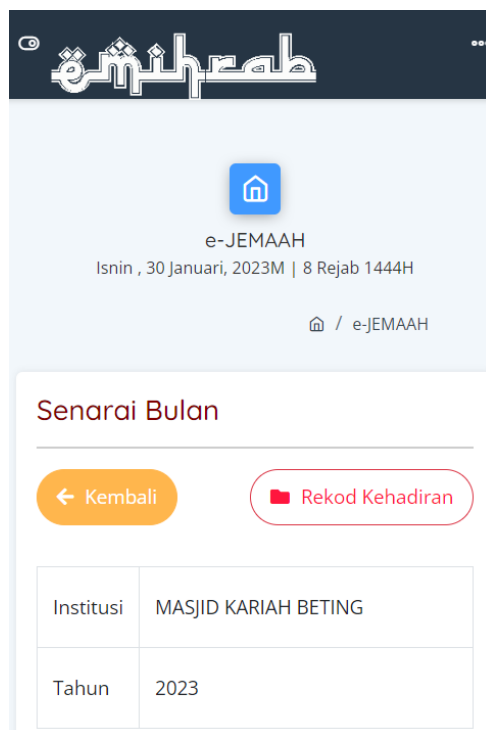 ëmihrab
e-JEMAAH
Isnin , 30 Januari, 2023M | 8 Rejab 1444H
/ e-JEMAAH
Senarai Bulan
Kembali
Rekod Kehadiran
Institusi MASJID KARIAH BETING
Tahun 2023